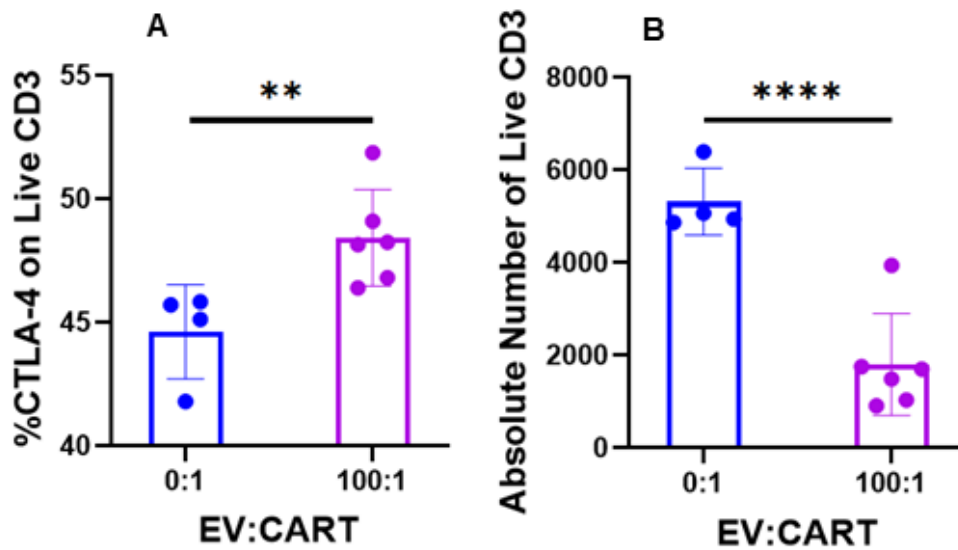 A
%CTLA-4 on Live CD3
55
50
45
40
**
0:1
100:1
EV:CART
B
Absolute Number of Live CD3
8000
6000
4000
2000
0
****
0:1
100:1
EV:CART